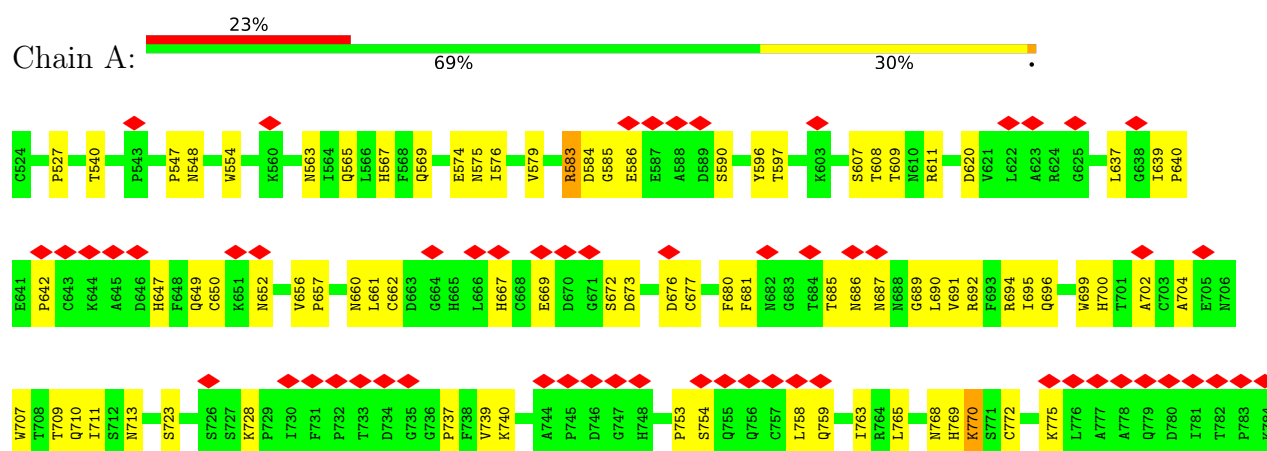 23%
Chain A:
69% 30% •
C524 P527 T540 P543 P547 N548 W554 K560 N563 I564 Q565 L566 H567 F568 Q569 E574 N575 I576 V579 R583 D584 G585 E586 E587 A588 D589 S590 Y596 T597 K603 S607 T608 T609 N610 R611 D620 V621 L622 A623 R624 G625 L637 G638 I639 P640
E641 P642 C643 K644 A645 D646 H647 F648 Q649 C650 K651 N652 V656 P657 N660 L661 C662 D663 G664 H665 L666 H667 C668 E669 D670 G671 S672 D673 D676 C677 F680 F681 N682 G683 T684 T685 N686 N687 N688 G689 L690 V691 R692 F693 R694 I695 Q696 W699 H700 T701 A702 C703 A704 E705 N706
W707 T708 T709 Q710 I711 S712 N713 S723 S726 S727 K728 P729 I730 F731 P732 T733 D734 G735 G736 P737 F738 V739 K740 A744 P745 D746 G747 H748 P753 S754 Q755 Q756 C757 L758 Q759 I763 R764 L765 N768 H769 K770 S771 C772 K775 L776 A777 A778 Q779 D780 I781 T782 P783